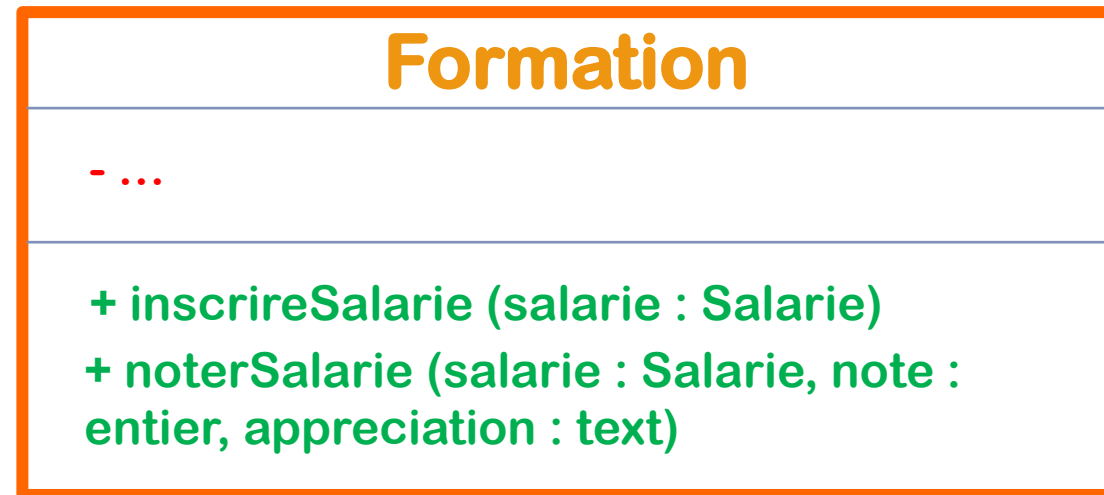 Formation
- ...
+ inscrireSalarie (salarie : Salarie)
+ noterSalarie (salarie : Salarie, note :
entier, appreciation : text)